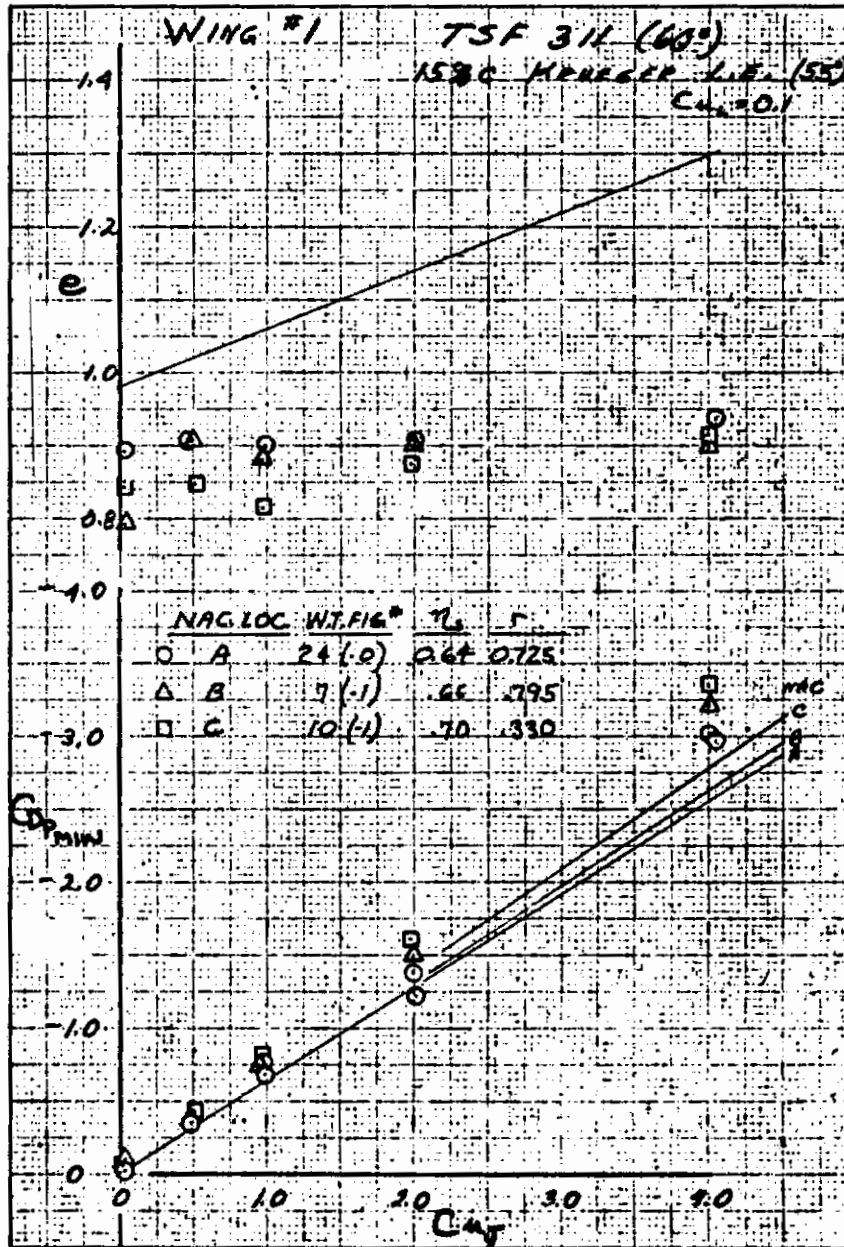 WING #1 TSF 311 (60°)
15%C KRUEGER L.E. (55°)
CμL = 0.1
1.4
1.2
e
1.0
0.8
-4.0
NAC. LOC W.T. FIG# η r
○ A 24 (.0) 0.64 0.725
△ B 7 (-1) .66 .795
□ C 10 (-1) .70 .330
NAC
C
B
A
-3.0
CDPMIN
-2.0
-1.0
0
0 1.0 2.0 3.0 4.0
CμJ